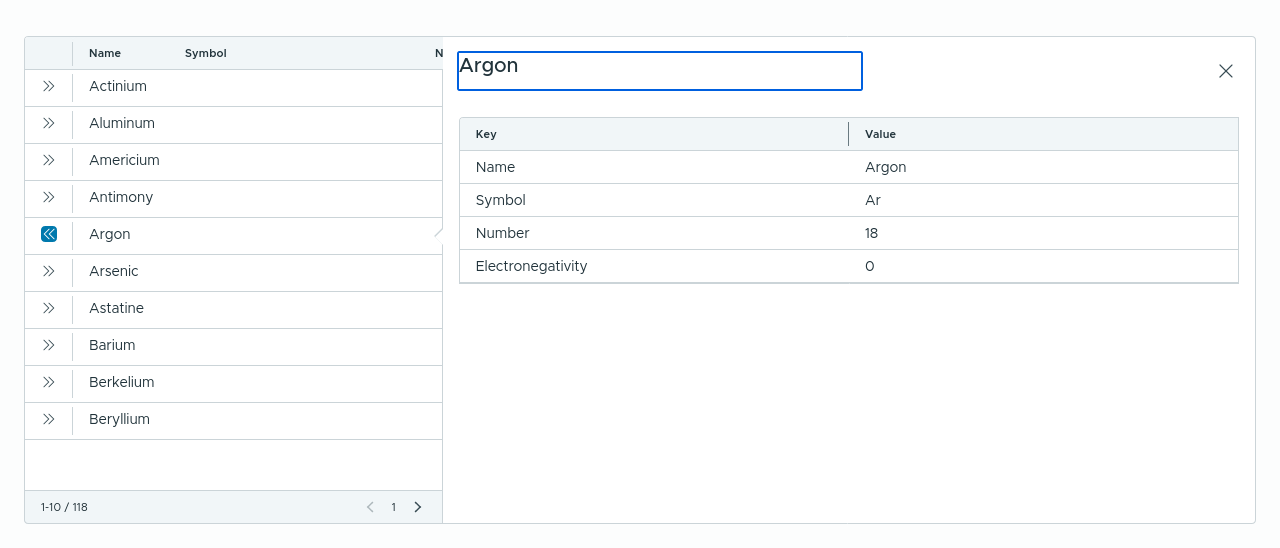 Name Symbol N
Actinium
Aluminum
Americium
Antimony
Argon
Arsenic
Astatine
Barium
Berkelium
Beryllium
1-10 / 118
1
Argon
Key Value
Name Argon
Symbol Ar
Number 18
Electronegativity 0